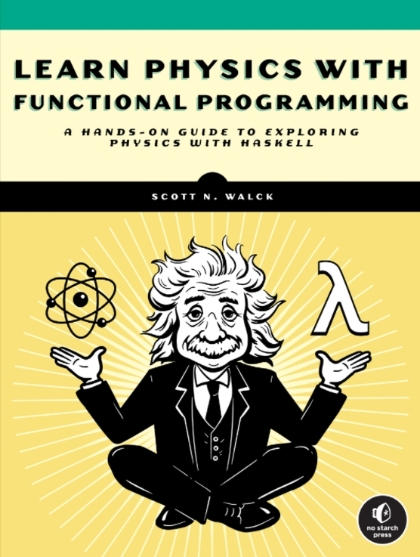 LEARN PHYSICS WITH
FUNCTIONAL PROGRAMMING
A HANDS-ON GUIDE TO EXPLORING
PHYSICS WITH HASKELL
SCOTT N. WALCK
λ
no starch
press